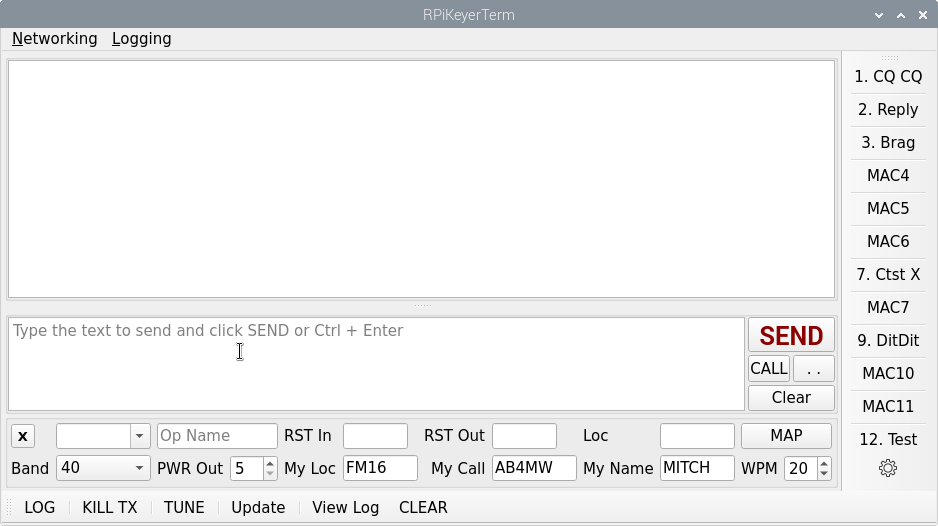 RPiKeyerTerm
Networking Logging
1. CQ CQ
2. Reply
3. Brag
MAC4
MAC5
MAC6
7. Ctst X
MAC7
9. DitDit
MAC10
MAC11
12. Test
Type the text to send and click SEND or Ctrl + Enter
SEND
CALL . .
Clear
x Op Name RST In RST Out Loc MAP
Band 40 PWR Out 5 My Loc FM16 My Call AB4MW My Name MITCH WPM 20
LOG KILL TX TUNE Update View Log CLEAR